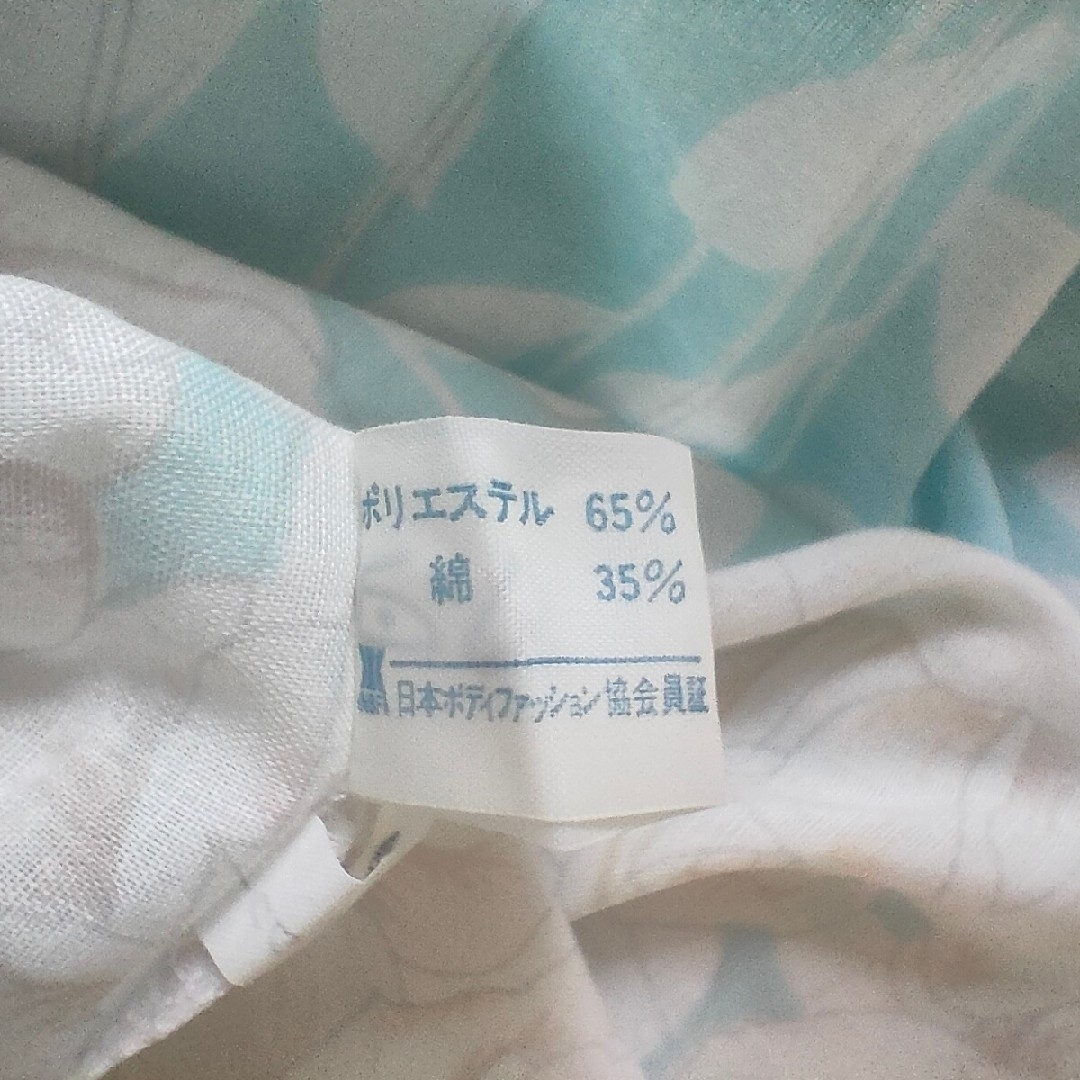 ポリエステル 65%
綿 35%
日本ボディファッション協会員証